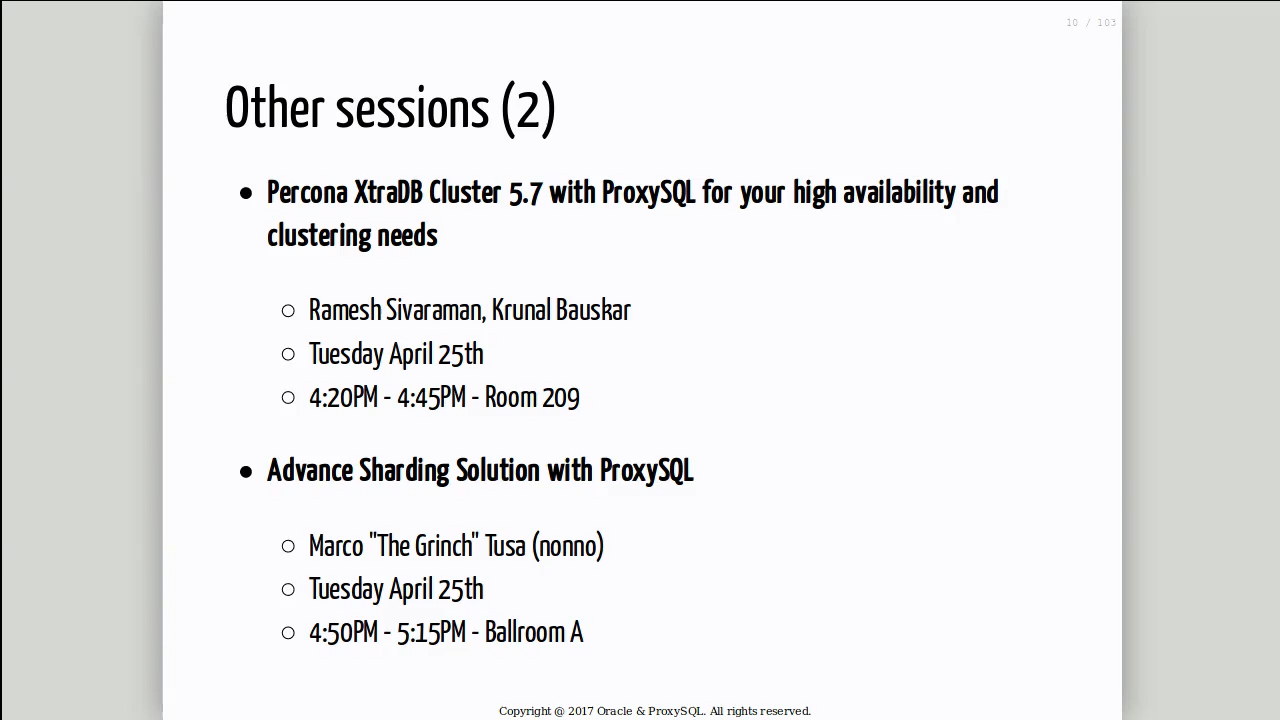 10 / 103
Other sessions (2)
Percona XtraDB Cluster 5.7 with ProxySQL for your high availability and
clustering needs
Ramesh Sivaraman, Krunal Bauskar
Tuesday April 25th
4:20PM - 4:45PM - Room 209
Advance Sharding Solution with ProxySQL
Marco "The Grinch" Tusa (nonno)
Tuesday April 25th
4:50PM - 5:15PM - Ballroom A
Copyright @ 2017 Oracle & ProxySQL. All rights reserved.